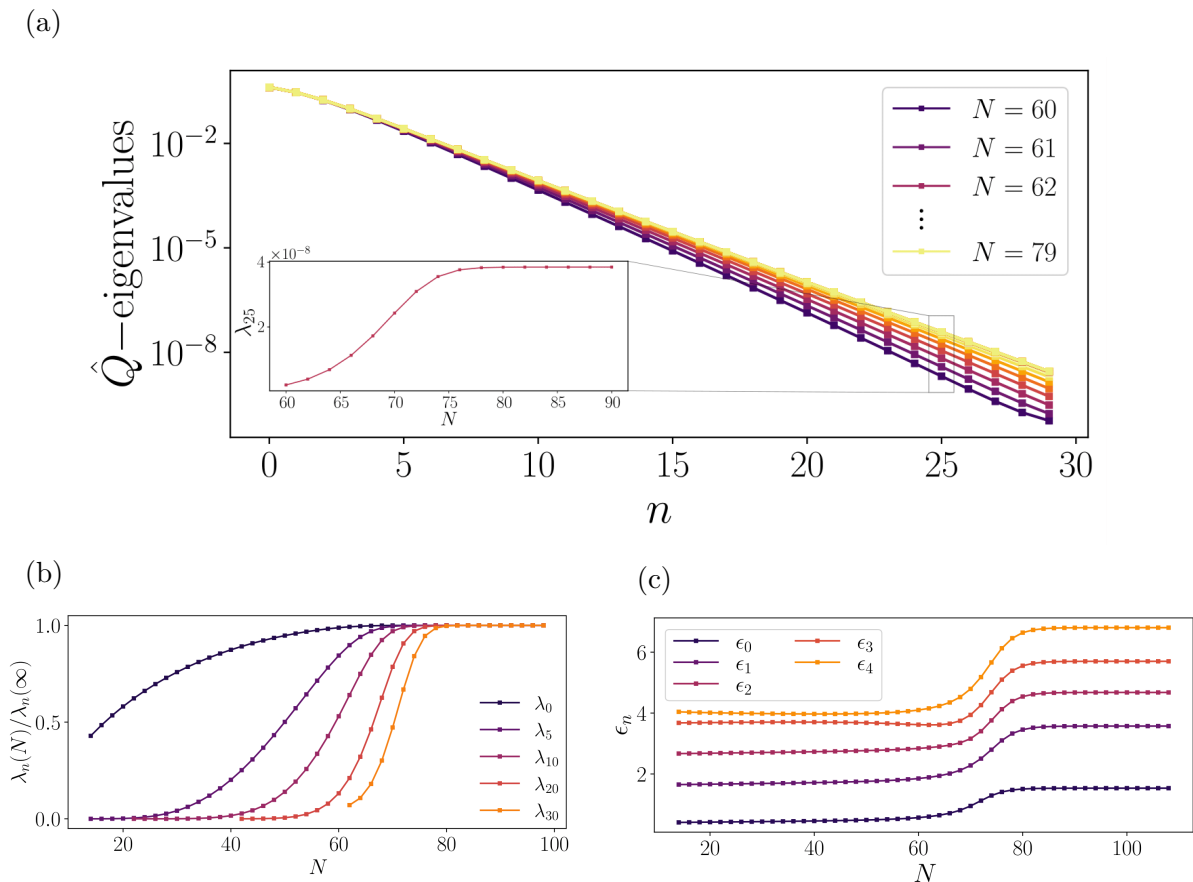 (a)
Q̂−eigenvalues
10⁻²
10⁻⁵
10⁻⁸
N = 60
N = 61
N = 62
⋮
N = 79
×10⁻⁸
4
2
λ₂₅
60 65 70 75 80 85 90
N
0 5 10 15 20 25 30
n
(b)
λₙ(N)/λₙ(∞)
1.0
0.5
0.0
λ₀
λ₅
λ₁₀
λ₂₀
λ₃₀
20 40 60 80 100
N
(c)
ϵₙ
6
4
2
ϵ₀ ϵ₃
ϵ₁ ϵ₄
ϵ₂
20 40 60 80 100
N